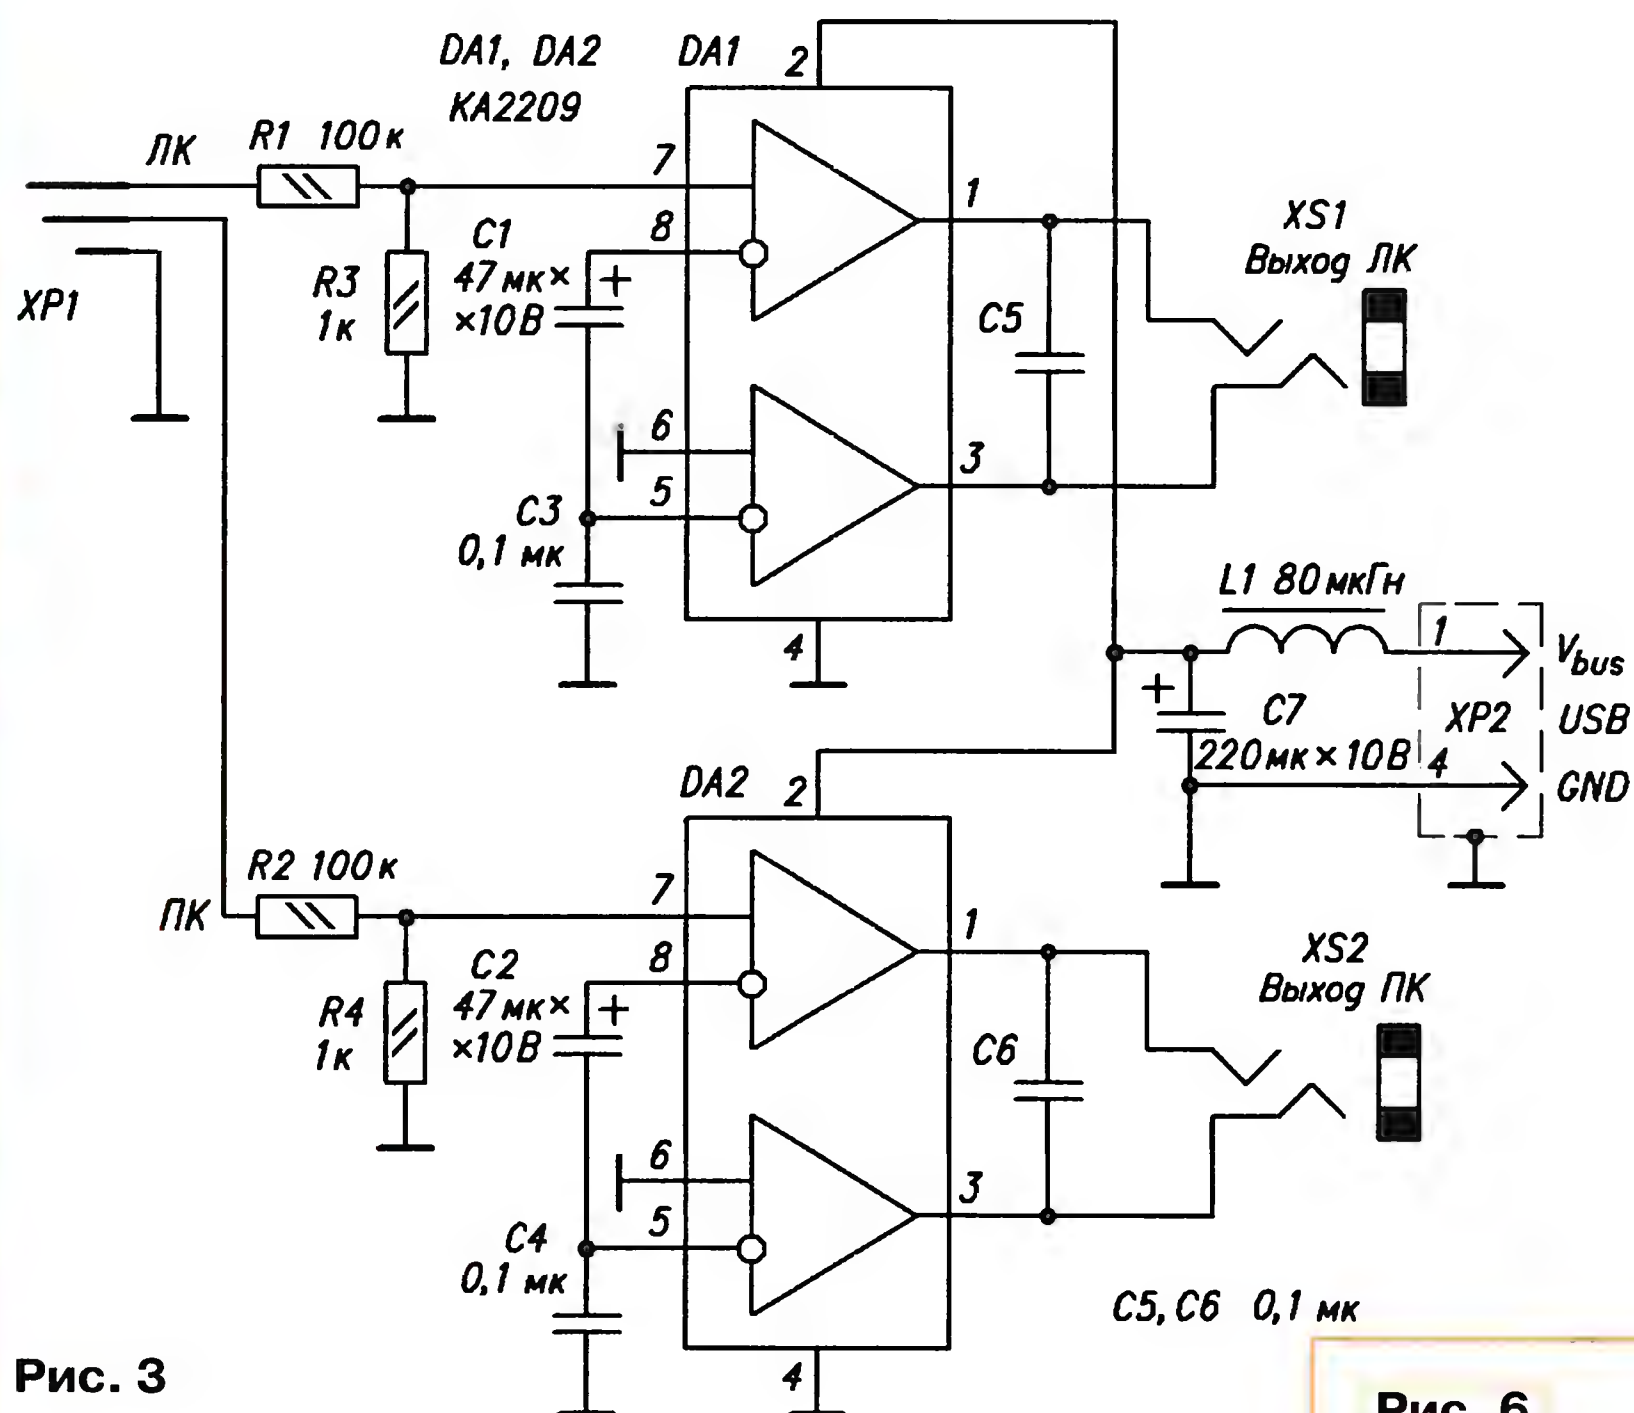 DA1, DA2
KA2209
DA1
2
ЛК
R1 100к
7
8
1
XP1
R3
1к
C1
47мк×
×10В
+
C5
XS1
Выход ЛК
6
5
3
C3
0,1 мк
4
L1 80мкГн
1
Vbus
+
C7
220мк×10В
XP2
USB
4
GND
DA2
2
R2 100к
ПК
7
8
1
R4
1к
C2
47мк×
×10В
+
C6
XS2
Выход ПК
6
5
3
C4
0,1 мк
4
C5, C6 0,1 мк
Рис. 3
Рис. 6